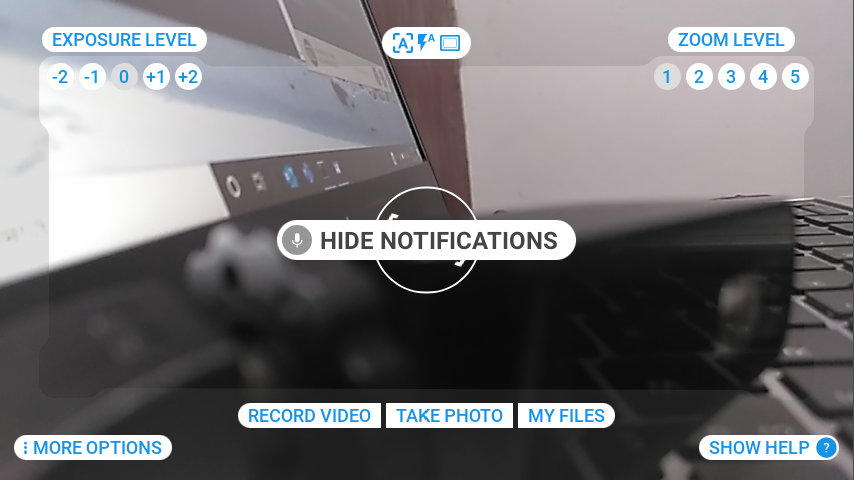 EXPOSURE LEVEL
A
A
ZOOM LEVEL
-2 -1 0 +1 +2
1 2 3 4 5
HIDE NOTIFICATIONS
RECORD VIDEO TAKE PHOTO MY FILES
MORE OPTIONS
SHOW HELP ?